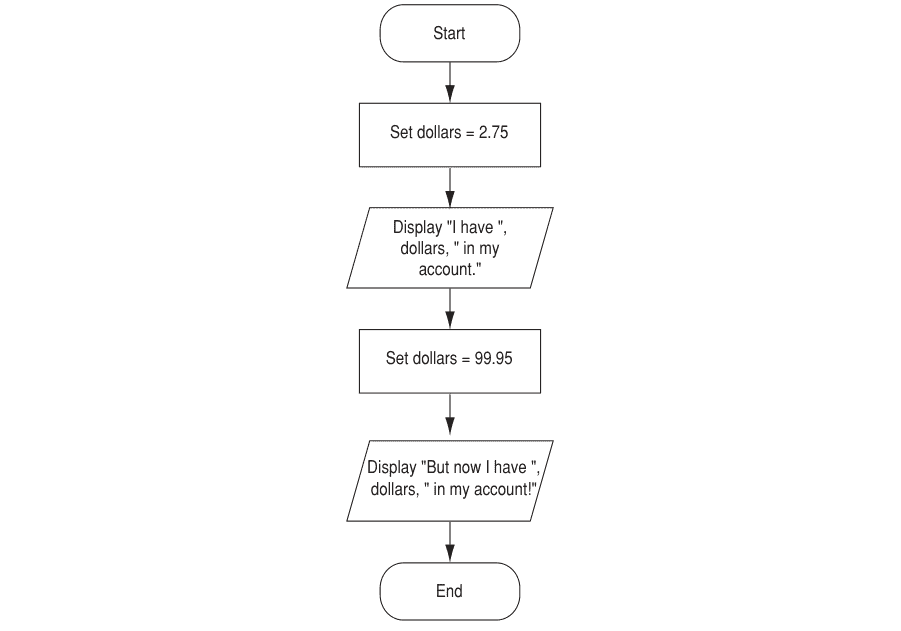 Start
Set dollars = 2.75
Display "I have ",
dollars, " in my
account."
Set dollars = 99.95
Display "But now I have ",
dollars, " in my account!"
End